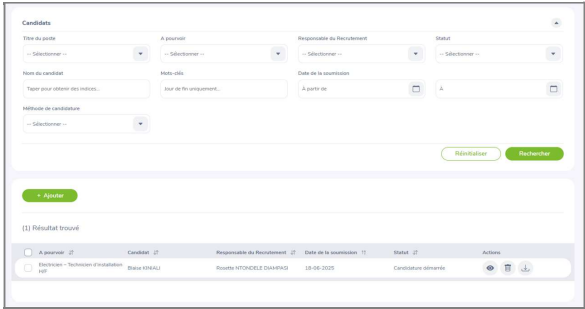 Candidats
Titre du poste A pourvoir Responsable du Recrutement Statut
-- Sélectionner -- -- Sélectionner -- -- Sélectionner -- -- Sélectionner --
Nom du candidat Mots-clés Date de la soumission
Taper pour obtenir des indices... Jour de fin uniquement... À partir de À
Méthode de candidature
-- Sélectionner --
Réinitialiser Rechercher
+ Ajouter
(1) Résultat trouvé
A pourvoir Candidat Responsable du Recrutement Date de la soumission Statut Actions
Electricien – Technicien d'installation Blaise KINIALI Rosette NTONDELE DIAMPASI 18-06-2025 Candidature démarrée